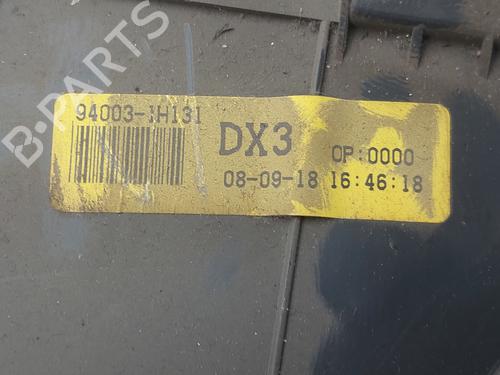 B-PARTS
94003-1H131
DX3
OP:0000
08-09-18 16:46:18